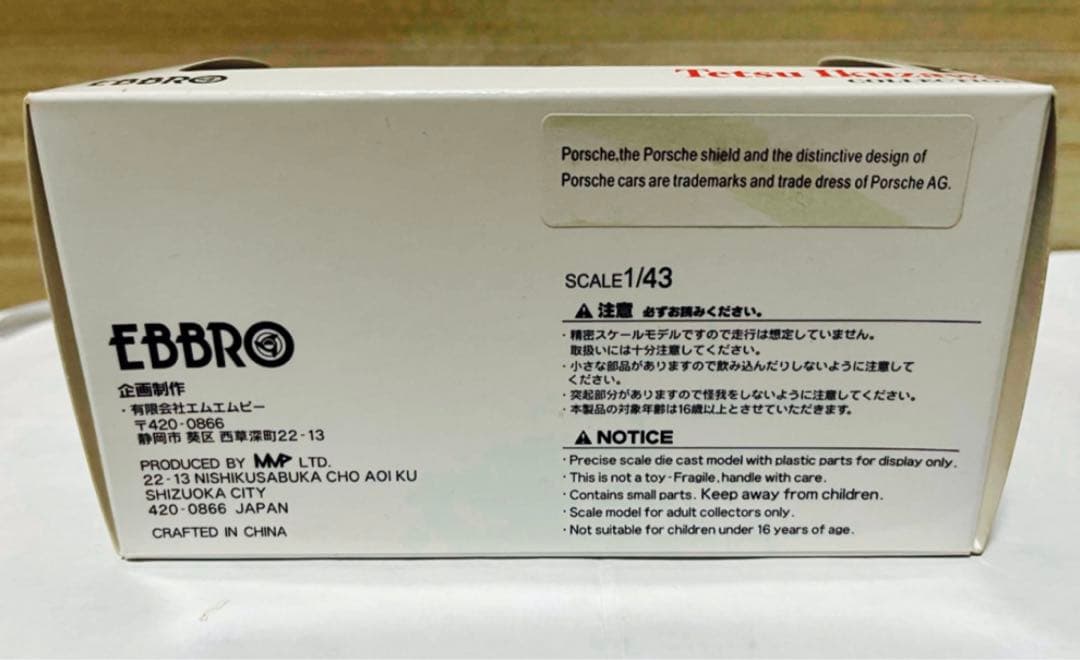 EBBRO
Tetsu Ikuzawa
COLLECTION
Porsche,the Porsche shield and the distinctive design of
Porsche cars are trademarks and trade dress of Porsche AG.
SCALE1/43
注意 必ずお読みください。
・精密スケールモデルですので走行は想定していません。
取扱いには十分注意してください。
・小さな部品がありますので飲み込んだりしないように注意して
ください。
・突起部分がありますので怪我をしないように注意してください。
・本製品の対象年齢は16歳以上とさせていただきます。
NOTICE
・Precise scale die cast model with plastic parts for display only.
・This is not a toy-Fragile,handle with care.
・Contains small parts. Keep away from children.
・Scale model for adult collectors only.
・Not suitable for children under 16 years of age.
EBBRO
企画制作
・有限会社エムエムピー
〒420-0866
静岡市 葵区 西草深町22-13
PRODUCED BY MMP LTD.
22-13 NISHIKUSABUKA CHO AOI KU
SHIZUOKA CITY
420-0866 JAPAN
CRAFTED IN CHINA